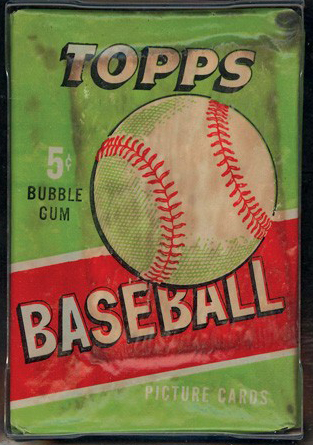 TOPPS
5¢
BUBBLE
GUM
BASEBALL
PICTURE CARDS